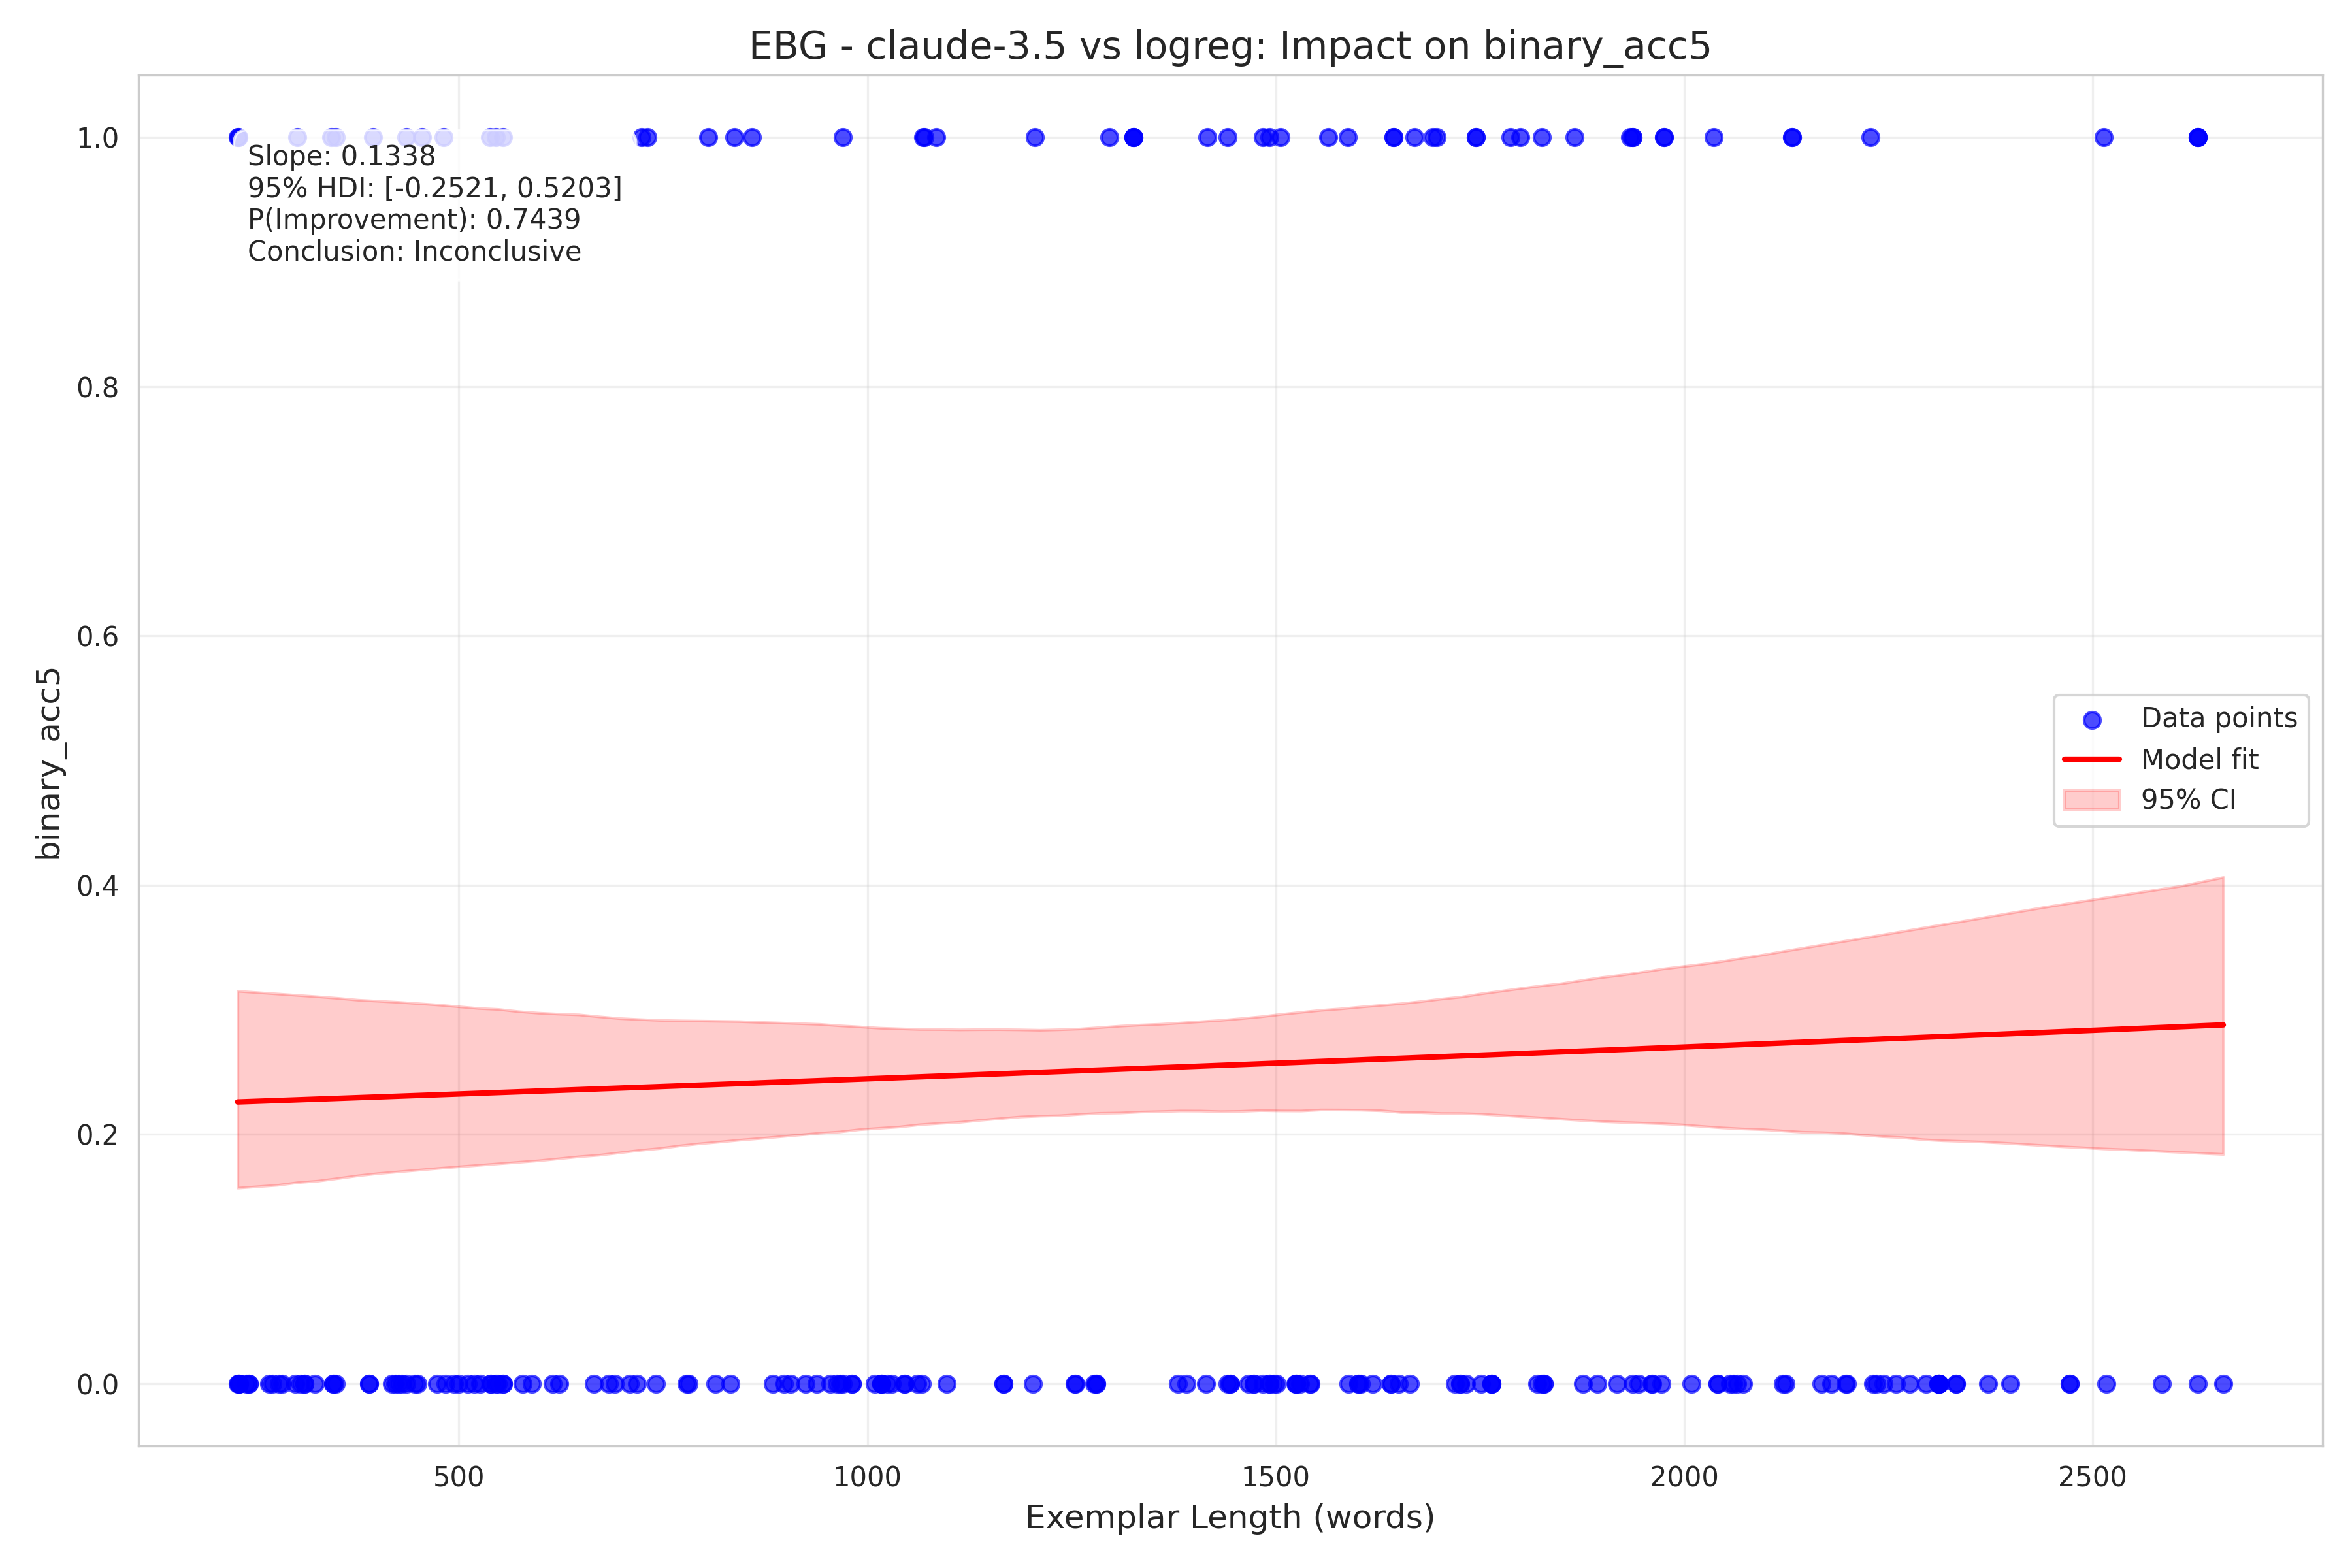 EBG - claude-3.5 vs logreg: Impact on binary_acc5
1.0
Slope: 0.1338
95% HDI: [-0.2521, 0.5203]
P(Improvement): 0.7439
Conclusion: Inconclusive
0.8
0.6
0.4
0.2
0.0
binary_acc5
Data points
Model fit
95% CI
500
1000
1500
2000
2500
Exemplar Length (words)